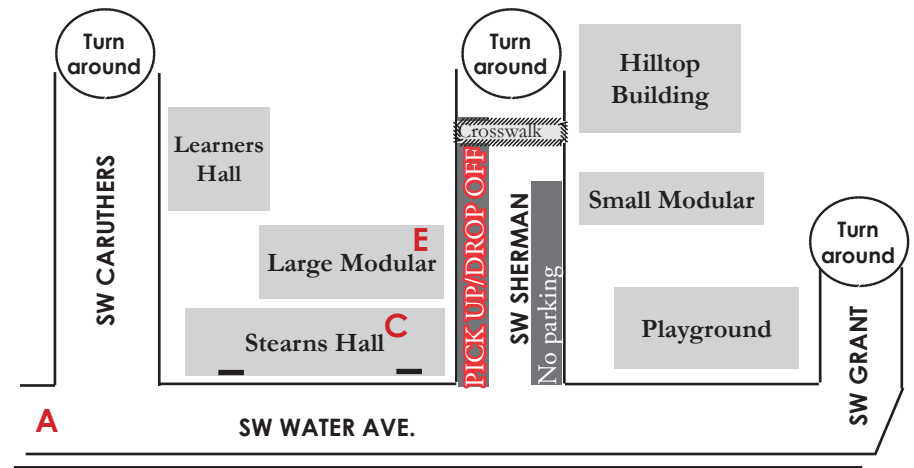 Turn
around
Turn
around
Hilltop
Building
Crosswalk
Learners
Hall
SW CARUTHERS
PICK UP/DROP OFF
SW SHERMAN
No parking
Small Modular
Turn
around
E
Large Modular
C
Stearns Hall
Playground
SW GRANT
A
SW WATER AVE.